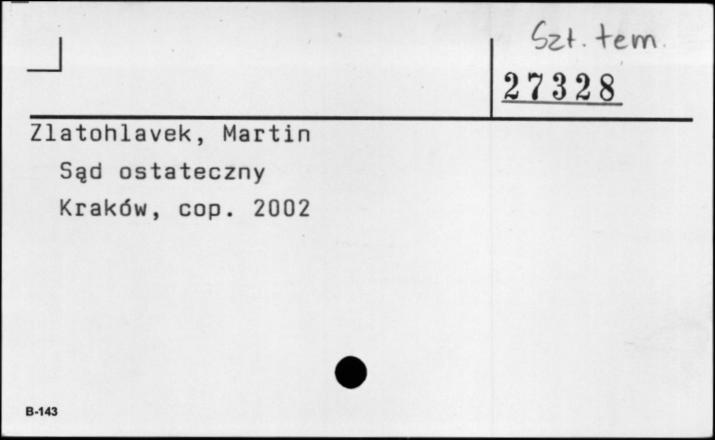 Szt. tem.
27328
Zlatohlavek, Martin
Sąd ostateczny
Kraków, cop. 2002
B-143